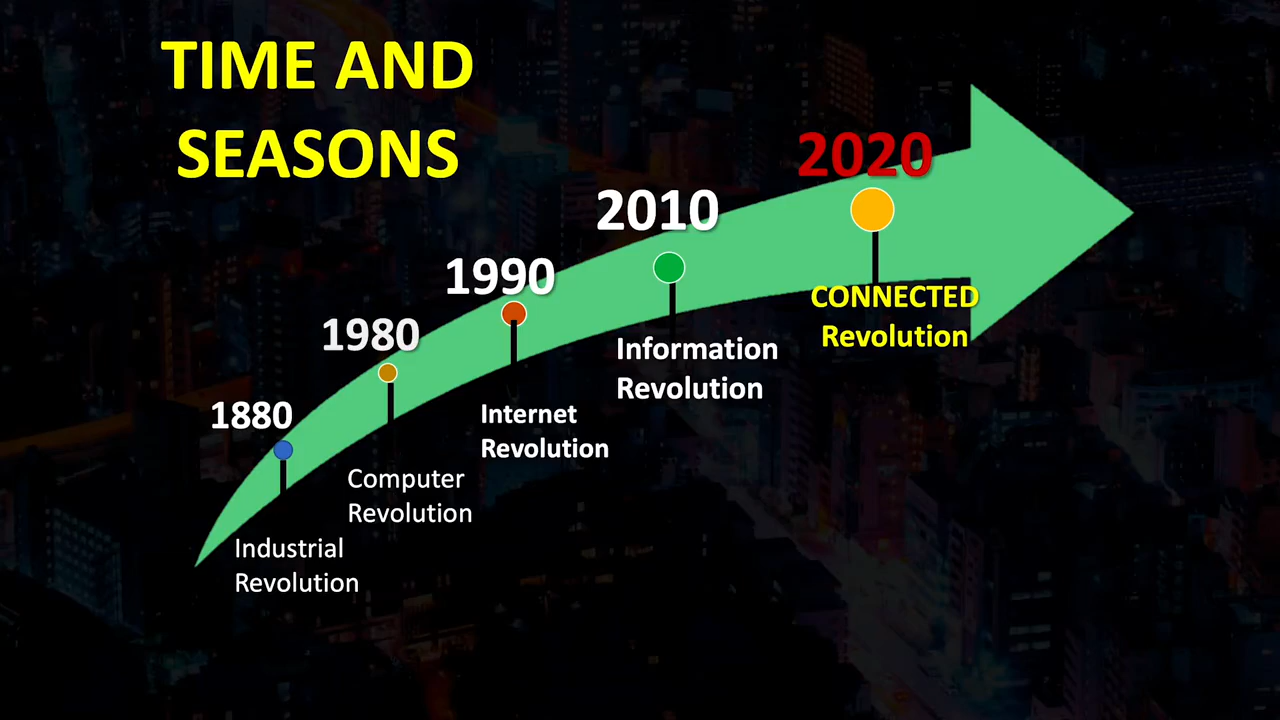 TIME AND
SEASONS
1880
Industrial
Revolution
1980
Computer
Revolution
1990
Internet
Revolution
2010
Information
Revolution
2020
CONNECTED
Revolution